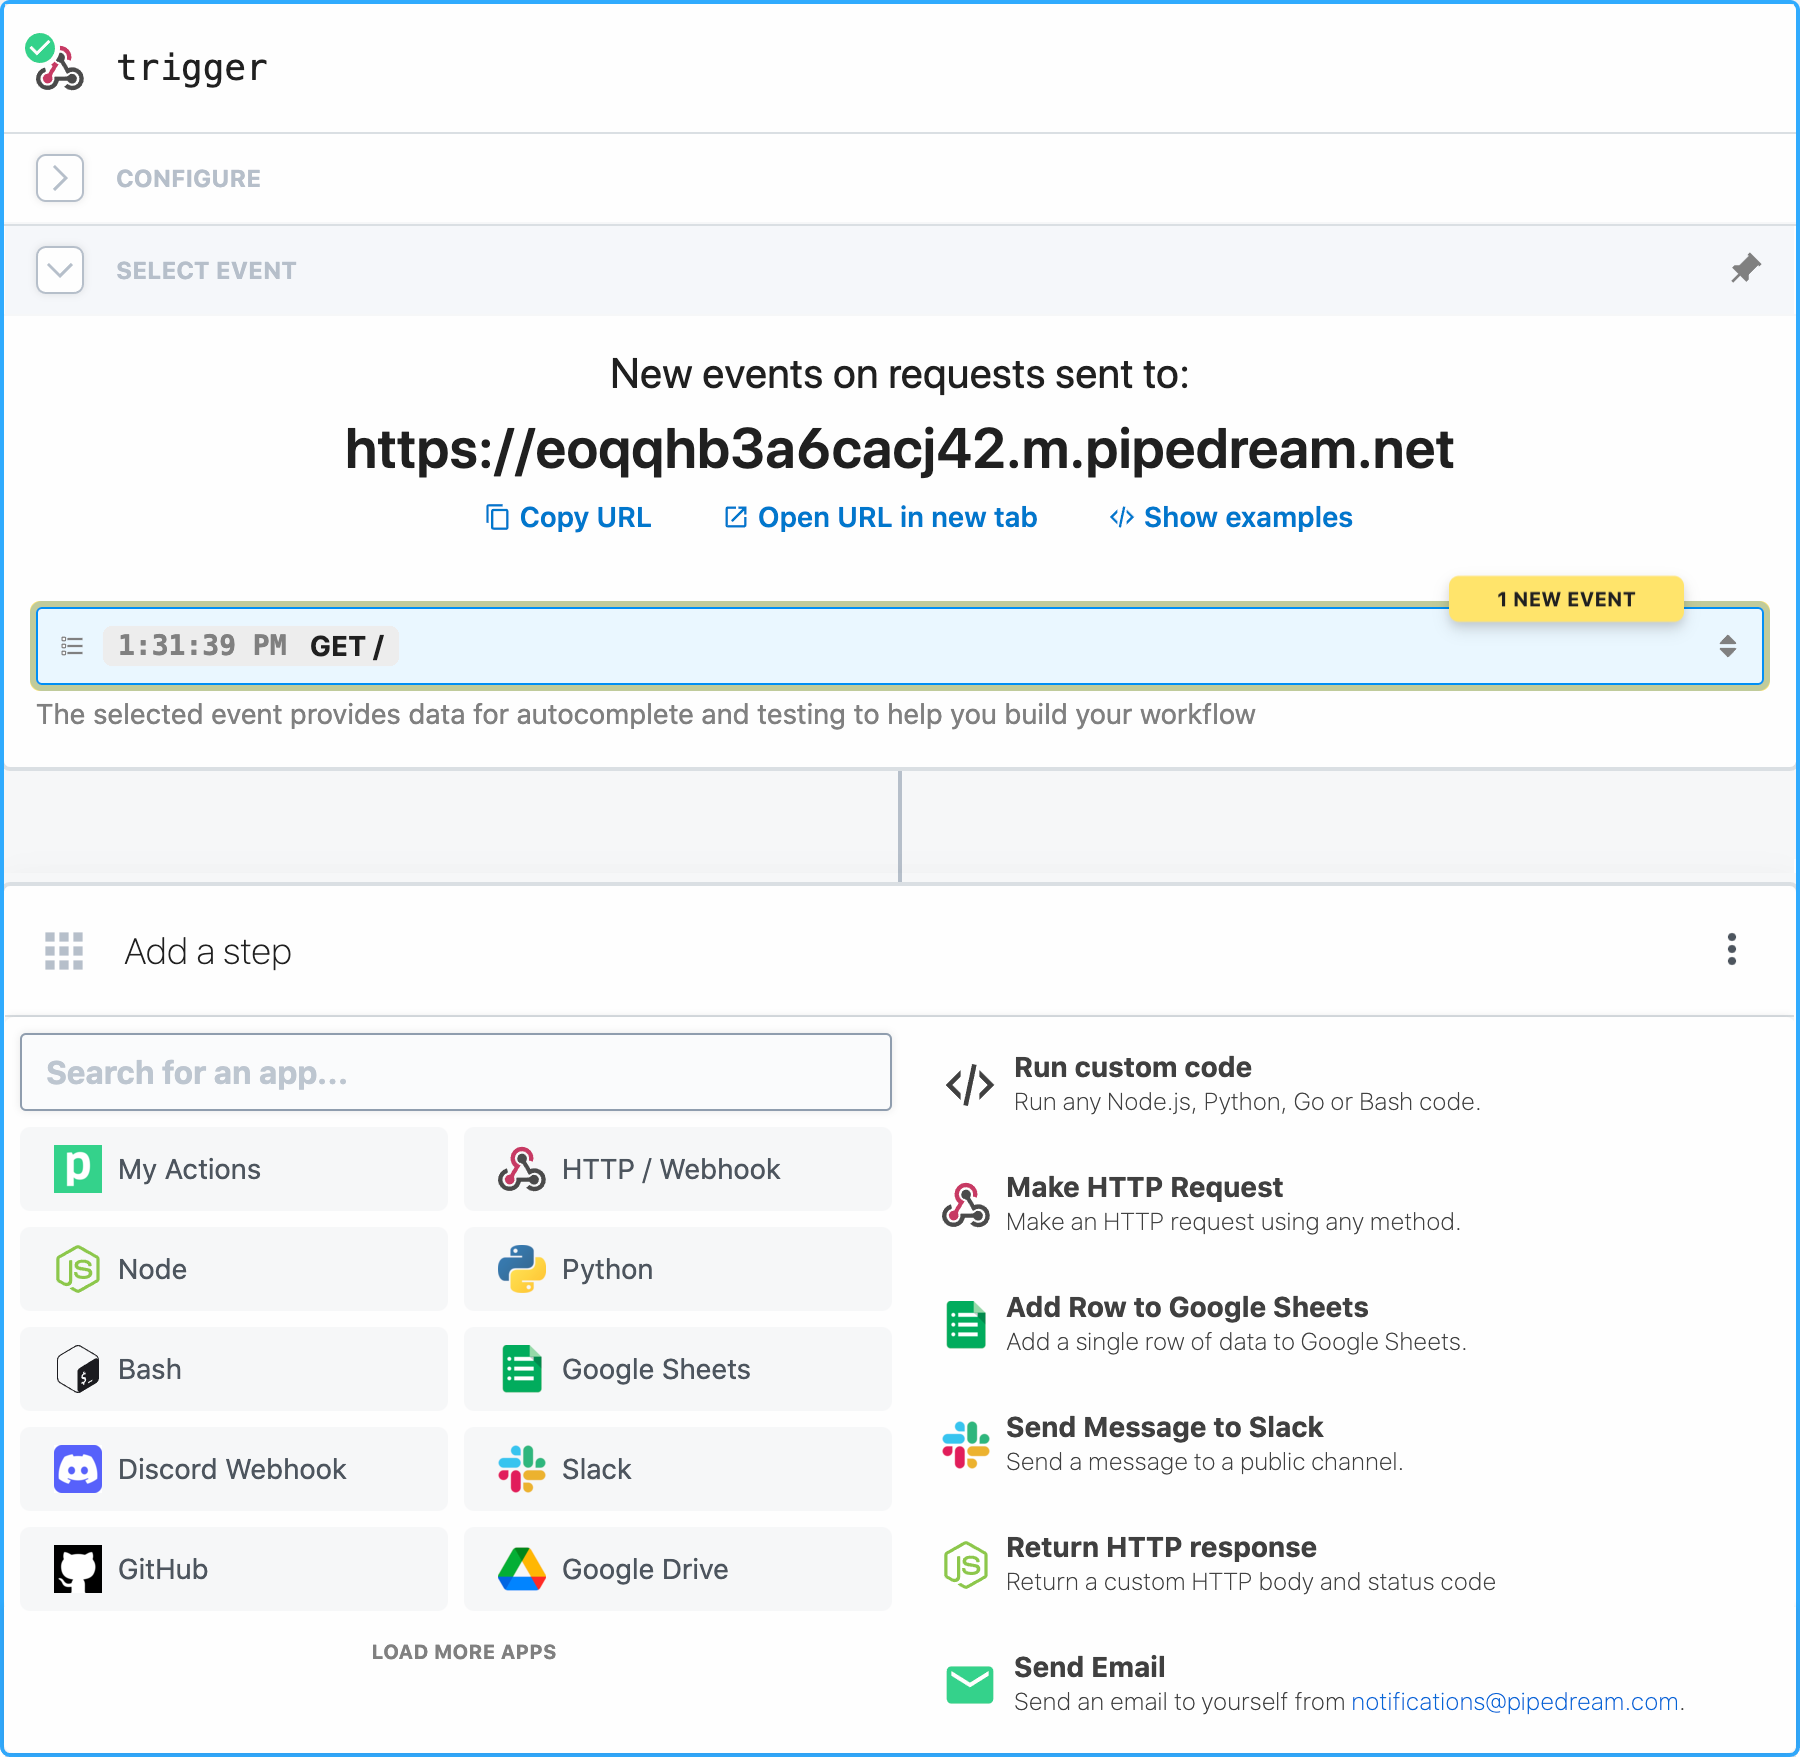 trigger
CONFIGURE
SELECT EVENT
New events on requests sent to:
https://eoqqhb3a6cacj42.m.pipedream.net
Copy URL
Open URL in new tab
Show examples
1 NEW EVENT
1:31:39 PM GET /
The selected event provides data for autocomplete and testing to help you build your workflow
Add a step
Search for an app...
My Actions
HTTP / Webhook
Node
Python
Bash
Google Sheets
Discord Webhook
Slack
GitHub
Google Drive
LOAD MORE APPS
Run custom code
Run any Node.js, Python, Go or Bash code.
Make HTTP Request
Make an HTTP request using any method.
Add Row to Google Sheets
Add a single row of data to Google Sheets.
Send Message to Slack
Send a message to a public channel.
Return HTTP response
Return a custom HTTP body and status code
Send Email
Send an email to yourself from notifications@pipedream.com.